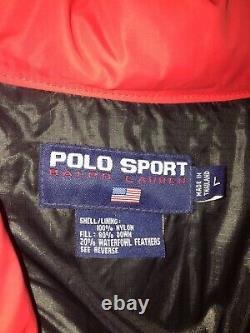 POLO SPORT
RALPH LAUREN
MADE IN
THAILAND
L
SHELL/LINING:
100% NYLON
FILL: 80% DOWN
20% WATERFOWL FEATHERS
SEE REVERSE